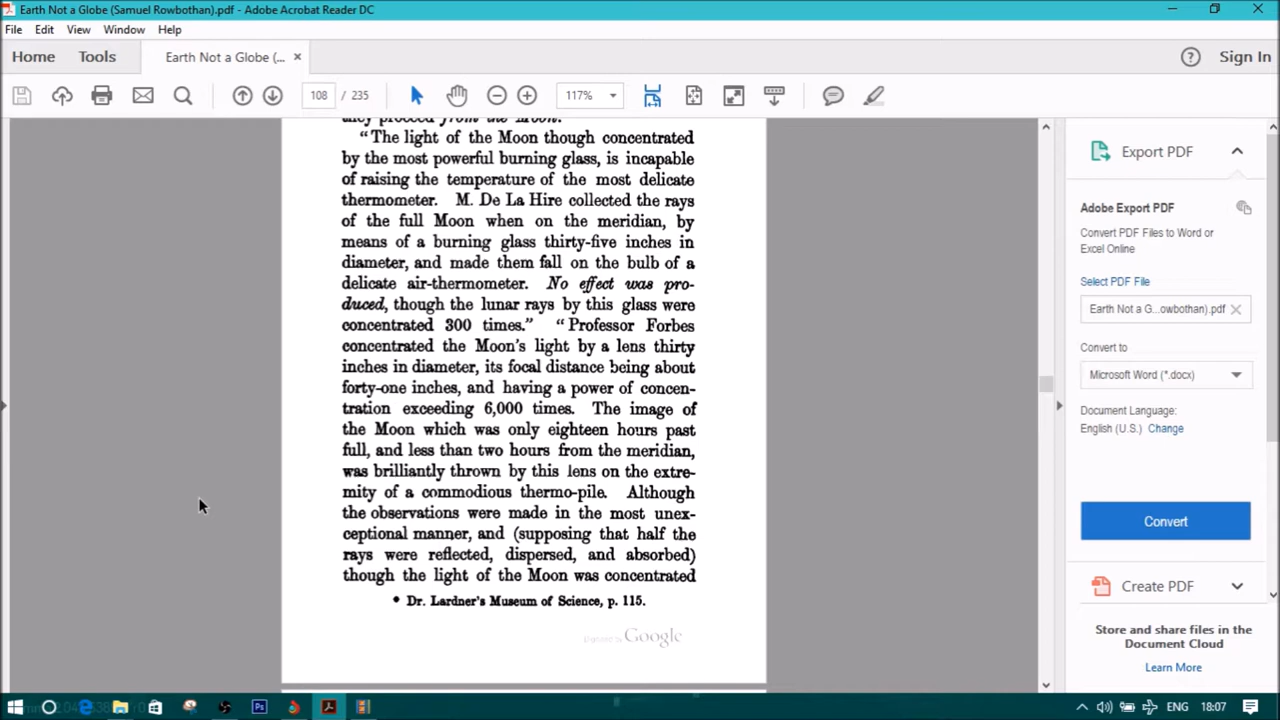 Earth Not a Globe (Samuel Rowbothan).pdf - Adobe Acrobat Reader DC
File Edit View Window Help
Home Tools Earth Not a Globe (... × Sign In
108 / 235 117%
they proceed from the Moon.
“The light of the Moon though concentrated
by the most powerful burning glass, is incapable
of raising the temperature of the most delicate
thermometer. M. De La Hire collected the rays
of the full Moon when on the meridian, by
means of a burning glass thirty-five inches in
diameter, and made them fall on the bulb of a
delicate air-thermometer. No effect was pro-
duced, though the lunar rays by this glass were
concentrated 300 times.” “Professor Forbes
concentrated the Moon’s light by a lens thirty
inches in diameter, its focal distance being about
forty-one inches, and having a power of concen-
tration exceeding 6,000 times. The image of
the Moon which was only eighteen hours past
full, and less than two hours from the meridian,
was brilliantly thrown by this lens on the extre-
mity of a commodious thermo-pile. Although
the observations were made in the most unex-
ceptional manner, and (supposing that half the
rays were reflected, dispersed, and absorbed)
though the light of the Moon was concentrated
* Dr. Lardner’s Museum of Science, p. 115.
Digitized by Google
Export PDF
Adobe Export PDF
Convert PDF Files to Word or
Excel Online
Select PDF File
Earth Not a G...owbothan).pdf ×
Convert to
Microsoft Word (*.docx)
Document Language:
English (U.S.) Change
Convert
Create PDF
Store and share files in the
Document Cloud
Learn More
ENG 18:07